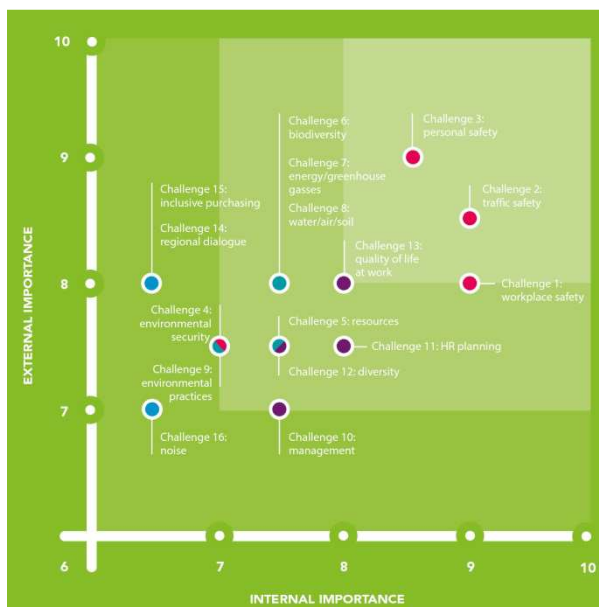 10
Challenge 6:
biodiversity
Challenge 3:
personal safety
9
Challenge 7:
energy/greenhouse
gasses
Challenge 15:
inclusive purchasing
Challenge 2:
traffic safety
Challenge 8:
water/air/soil
Challenge 14:
regional dialogue
Challenge 13:
quality of life
at work
8
Challenge 1:
workplace safety
Challenge 4:
environmental
security
Challenge 5: resources
Challenge 11: HR planning
Challenge 9:
environmental
practices
Challenge 12: diversity
7
Challenge 16:
noise
Challenge 10:
management
EXTERNAL IMPORTANCE
6
7
8
9
10
INTERNAL IMPORTANCE